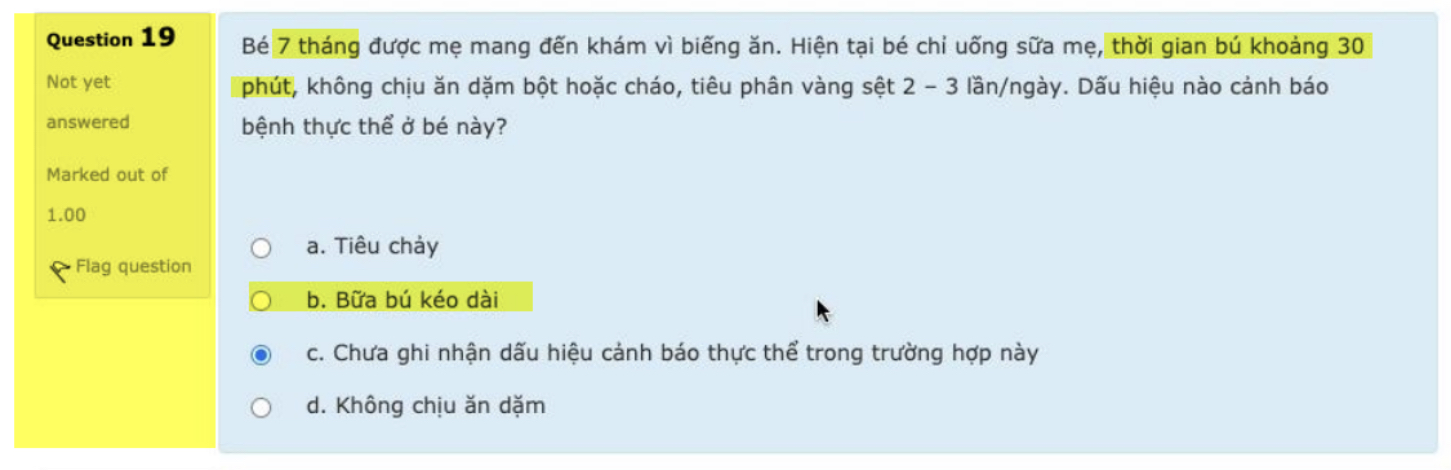 Question 19
Not yet
answered
Marked out of
1.00
Flag question
Bé 7 tháng được mẹ mang đến khám vì biếng ăn. Hiện tại bé chỉ uống sữa mẹ, thời gian bú khoảng 30
phút, không chịu ăn dặm bột hoặc cháo, tiêu phân vàng sệt 2 – 3 lần/ngày. Dấu hiệu nào cảnh báo
bệnh thực thể ở bé này?
a. Tiêu chảy
b. Bữa bú kéo dài
c. Chưa ghi nhận dấu hiệu cảnh báo thực thể trong trường hợp này
d. Không chịu ăn dặm